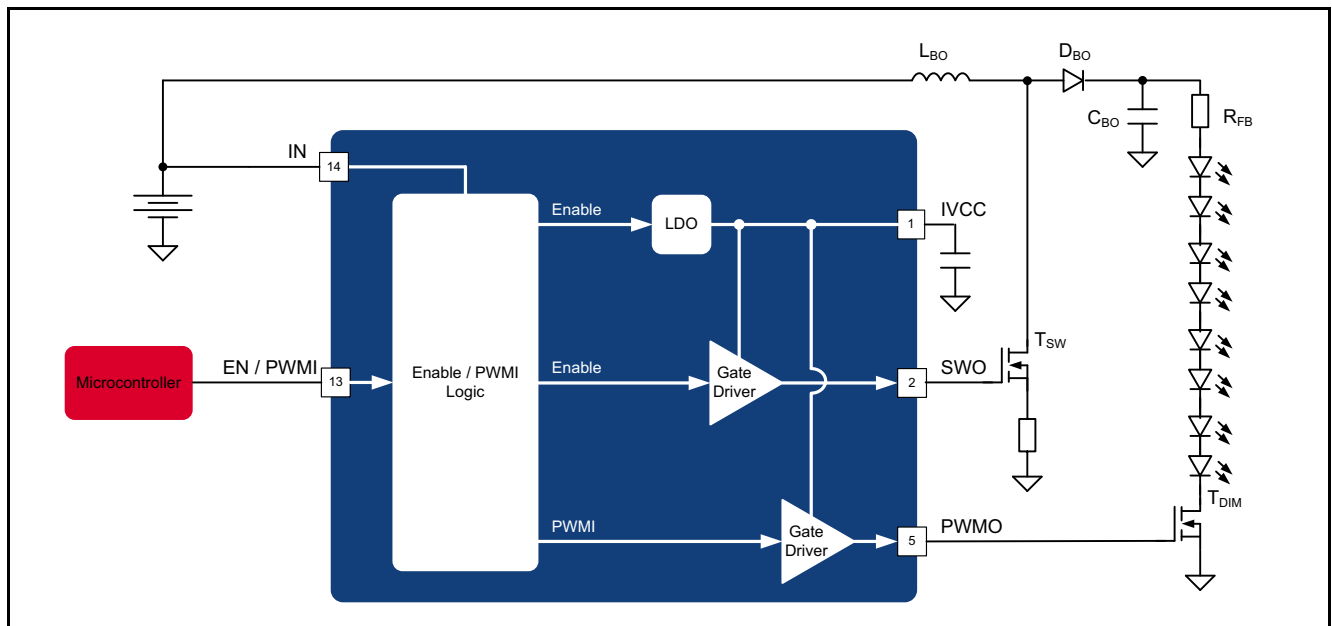 L_BO
D_BO
C_BO
R_FB
IN
14
Enable
LDO
1
IVCC
T_SW
Microcontroller
EN / PWMI
13
Enable / PWMI
Logic
Enable
Gate
Driver
2
SWO
T_DIM
PWMI
Gate
Driver
5
PWMO